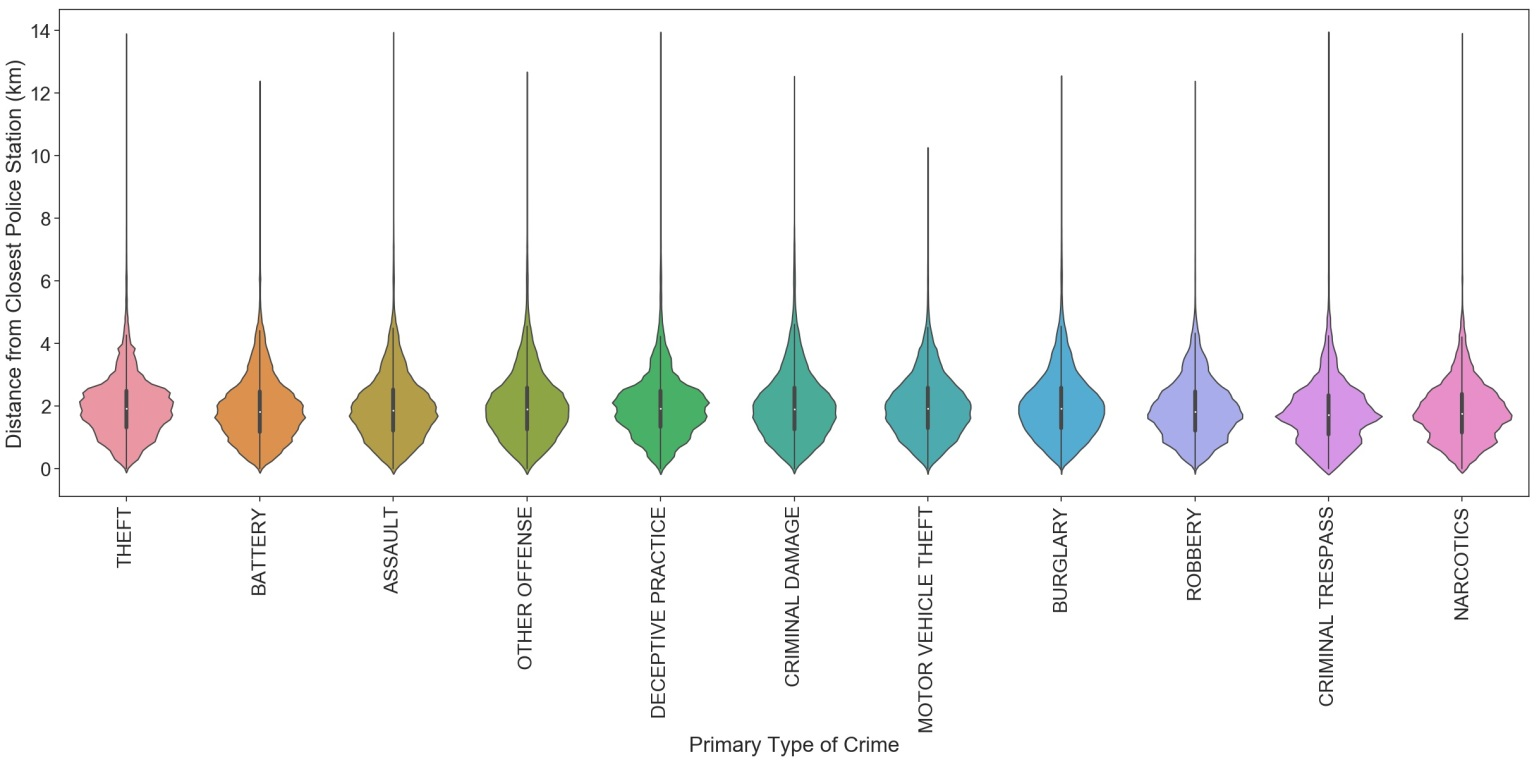 Distance from Closest Police Station (km)
14
12
10
8
6
4
2
0
THEFT
BATTERY
ASSAULT
OTHER OFFENSE
DECEPTIVE PRACTICE
CRIMINAL DAMAGE
MOTOR VEHICLE THEFT
BURGLARY
ROBBERY
CRIMINAL TRESPASS
NARCOTICS
Primary Type of Crime